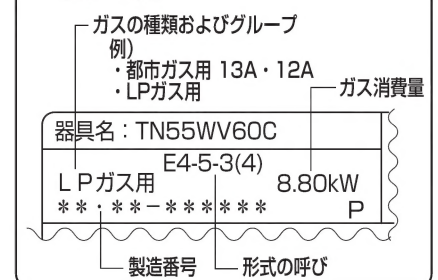 ガスの種類およびグループ
例)
・都市ガス用 13A・12A
・LPガス用
ガス消費量
器具名：TN55WV60C
E4-5-3(4)
LPガス用
8.80kW
＊＊・＊＊－＊＊＊＊＊＊
P
製造番号
形式の呼び